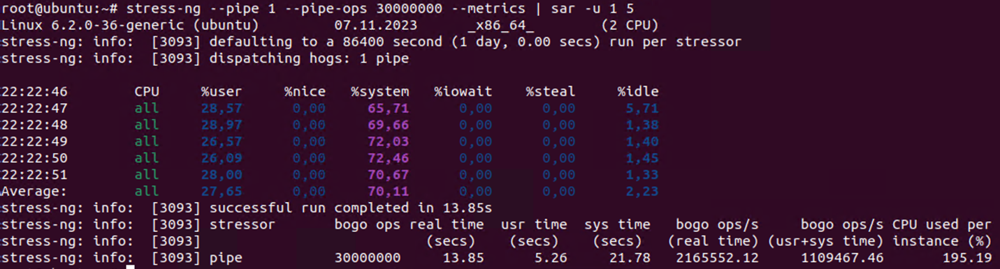 root@ubuntu:~# stress-ng --pipe 1 --pipe-ops 30000000 --metrics | sar -u 1 5
Linux 6.2.0-36-generic (ubuntu) 07.11.2023 _x86_64_ (2 CPU)
stress-ng: info: [3093] defaulting to a 86400 second (1 day, 0.00 secs) run per stressor
stress-ng: info: [3093] dispatching hogs: 1 pipe
22:22:46 CPU %user %nice %system %iowait %steal %idle
22:22:47 all 28,57 0,00 65,71 0,00 0,00 5,71
22:22:48 all 28,97 0,00 69,66 0,00 0,00 1,38
22:22:49 all 26,57 0,00 72,03 0,00 0,00 1,40
22:22:50 all 26,09 0,00 72,46 0,00 0,00 1,45
22:22:51 all 28,00 0,00 70,67 0,00 0,00 1,33
Average: all 27,65 0,00 70,11 0,00 0,00 2,23
stress-ng: info: [3093] successful run completed in 13.85s
stress-ng: info: [3093] stressor bogo ops real time usr time sys time bogo ops/s bogo ops/s CPU used per
stress-ng: info: [3093] (secs) (secs) (secs) (real time) (usr+sys time) instance (%)
stress-ng: info: [3093] pipe 30000000 13.85 5.26 21.78 2165552.12 1109467.46 195.19